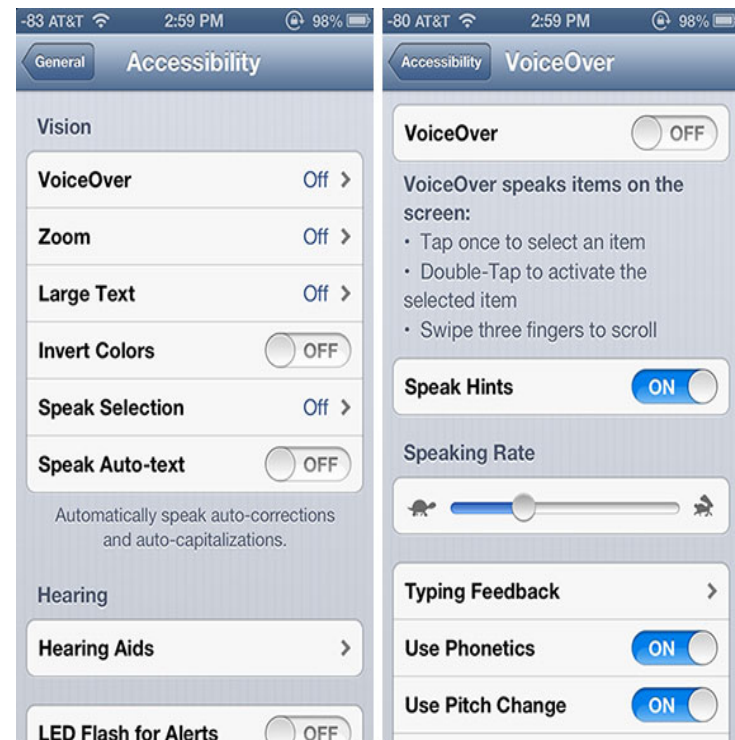 -83 AT&T 2:59 PM 98%
General Accessibility
Vision
VoiceOver Off
Zoom Off
Large Text Off
Invert Colors OFF
Speak Selection Off
Speak Auto-text OFF
Automatically speak auto-corrections
and auto-capitalizations.
Hearing
Hearing Aids
LED Flash for Alerts OFF
-80 AT&T 2:59 PM 98%
Accessibility VoiceOver
VoiceOver OFF
VoiceOver speaks items on the
screen:
• Tap once to select an item
• Double-Tap to activate the
selected item
• Swipe three fingers to scroll
Speak Hints ON
Speaking Rate
Typing Feedback
Use Phonetics ON
Use Pitch Change ON